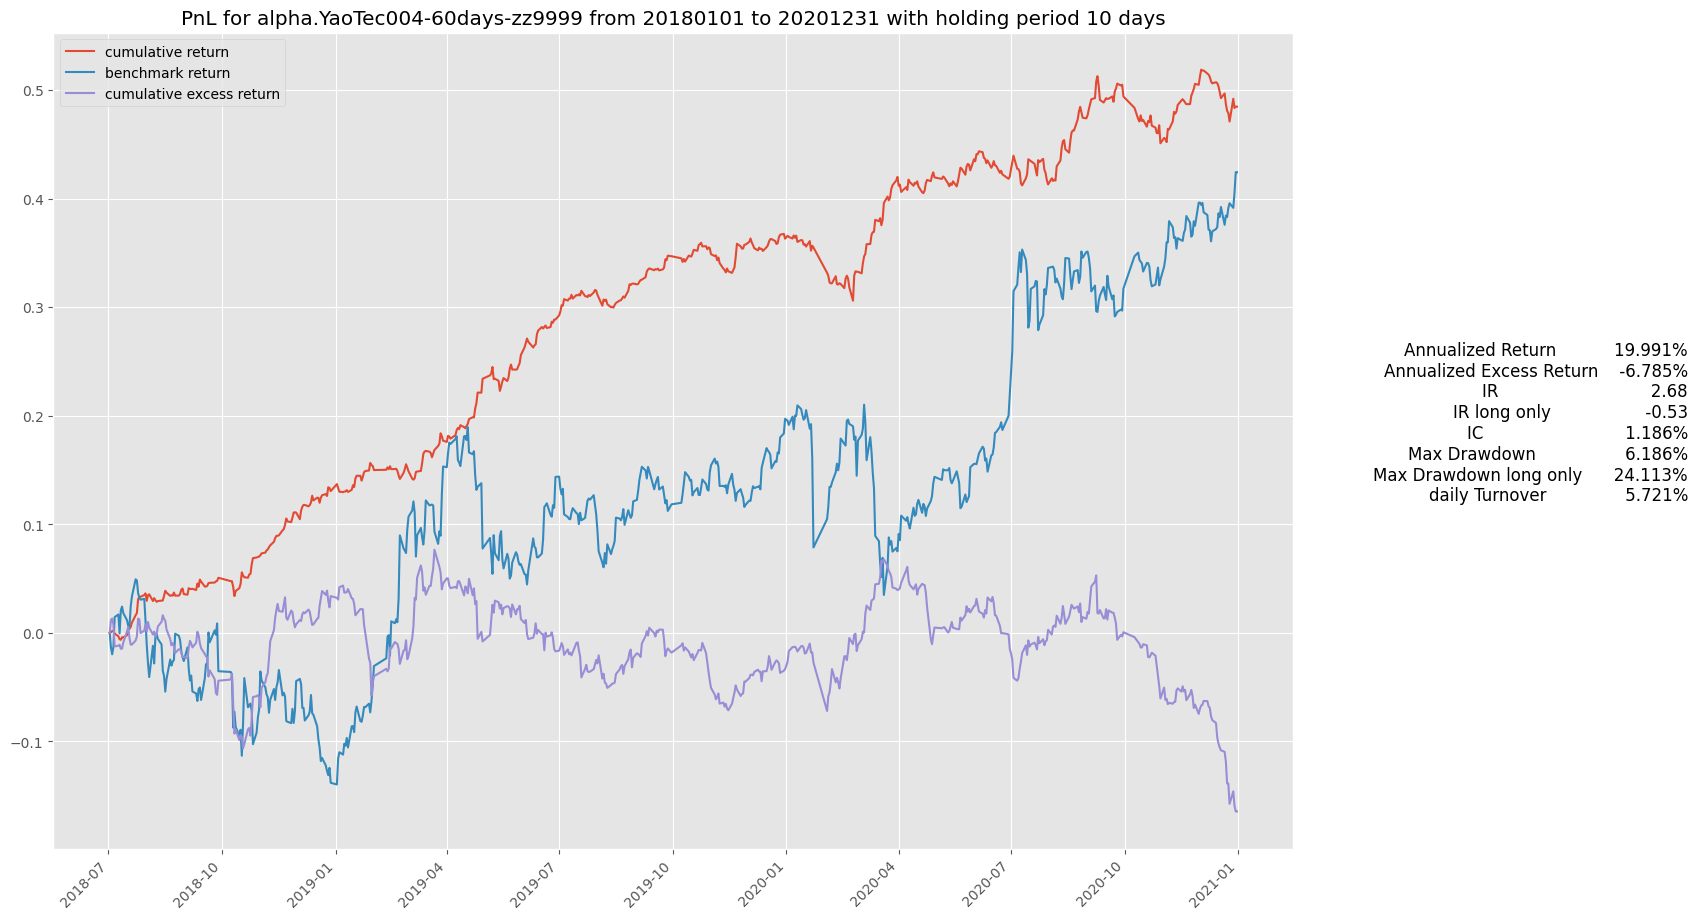 PnL for alpha.YaoTec004-60days-zz9999 from 20180101 to 20201231 with holding period 10 days
cumulative return
benchmark return
cumulative excess return
0.5
0.4
0.3
0.2
0.1
0.0
−0.1
2018-07
2018-10
2019-01
2019-04
2019-07
2019-10
2020-01
2020-04
2020-07
2020-10
2021-01
Annualized Return 19.991%
Annualized Excess Return -6.785%
IR 2.68
IR long only -0.53
IC 1.186%
Max Drawdown 6.186%
Max Drawdown long only 24.113%
daily Turnover 5.721%